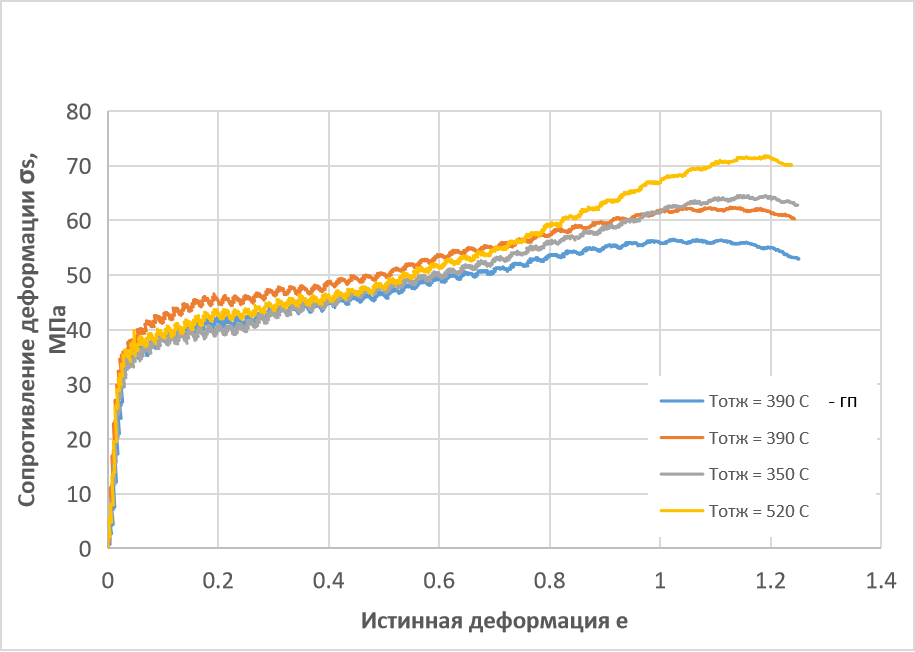 Сопротивление деформации σs,
МПа
80
70
60
50
40
30
20
10
0
0 0.2 0.4 0.6 0.8 1 1.2 1.4
Истинная деформация е
Тотж = 390 С - гп
Тотж = 390 С
Тотж = 350 С
Тотж = 520 С